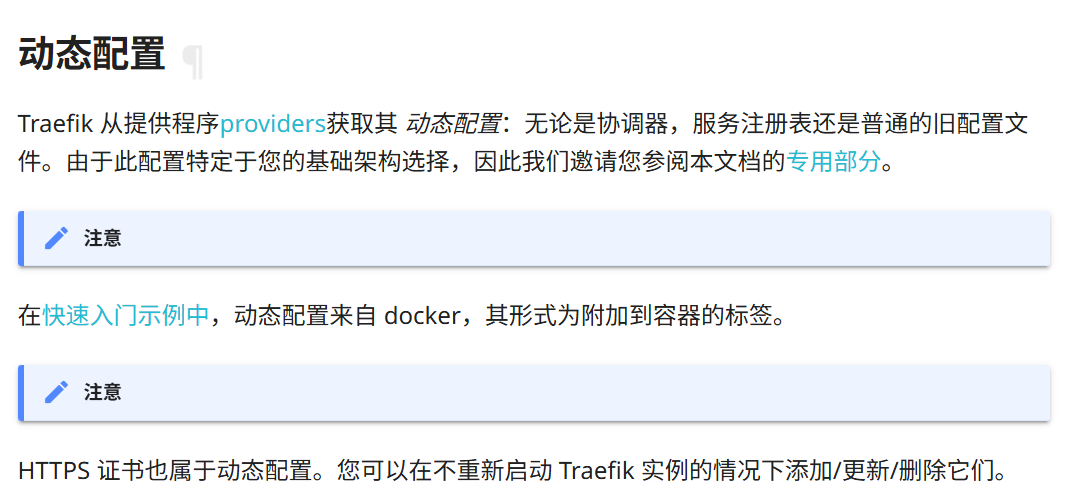 动态配置 ¶
Traefik 从提供程序providers获取其 动态配置：无论是协调器，服务注册表还是普通的旧配置文
件。由于此配置特定于您的基础架构选择，因此我们邀请您参阅本文档的专用部分。
注意
在快速入门示例中，动态配置来自 docker，其形式为附加到容器的标签。
注意
HTTPS 证书也属于动态配置。您可以在不重新启动 Traefik 实例的情况下添加/更新/删除它们。